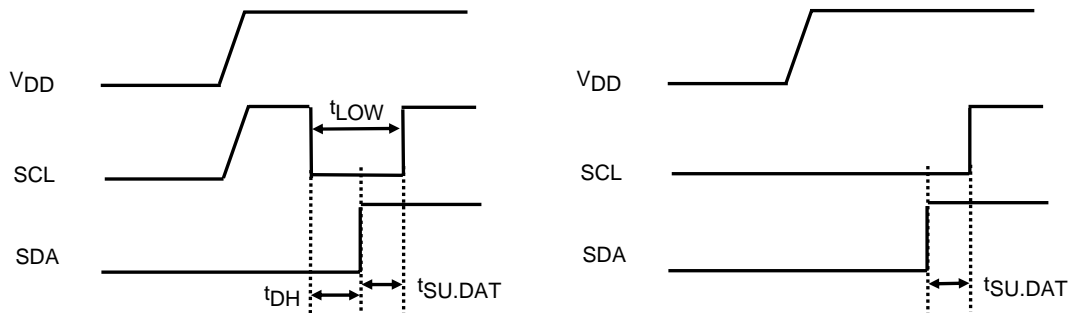 VDD
tLOW
SCL
SDA
tDH
tSU.DAT
VDD
SCL
SDA
tSU.DAT